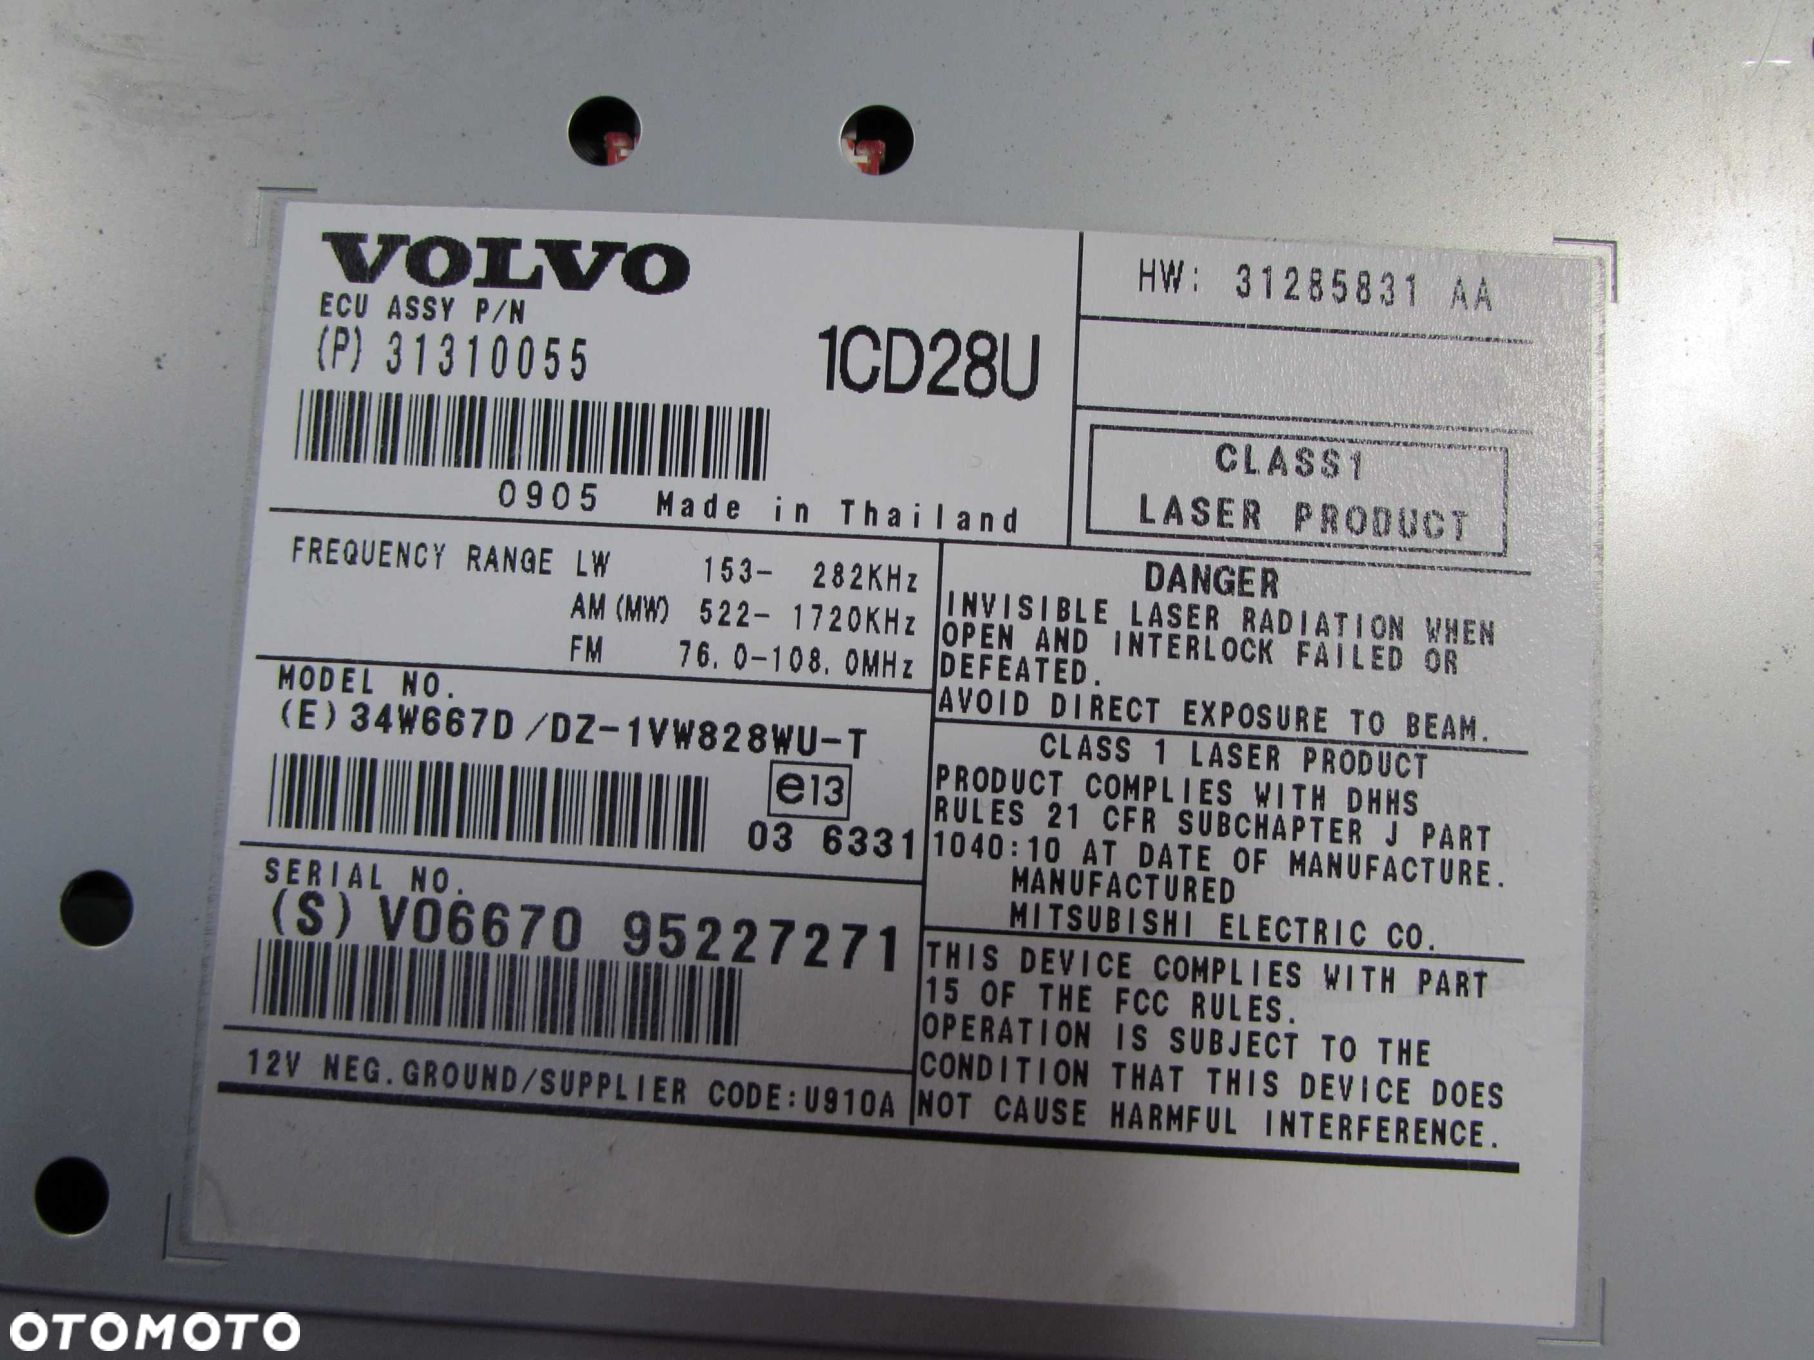 VOLVO
ECU ASSY P/N
(P) 31310055
1CD28U
0905 Made in Thailand
HW: 31285831 AA
CLASS1
LASER PRODUCT
FREQUENCY RANGE LW 153- 282KHz
AM(MW) 522- 1720KHz
FM 76.0-108.0MHz
MODEL NO.
(E)34W667D/DZ-1VW828WU-T
e13
03 6331
SERIAL NO.
(S) V06670 95227271
12V NEG.GROUND/SUPPLIER CODE:U910A
DANGER
INVISIBLE LASER RADIATION WHEN
OPEN AND INTERLOCK FAILED OR
DEFEATED.
AVOID DIRECT EXPOSURE TO BEAM.
CLASS 1 LASER PRODUCT
PRODUCT COMPLIES WITH DHHS
RULES 21 CFR SUBCHAPTER J PART
1040:10 AT DATE OF MANUFACTURE.
MANUFACTURED
MITSUBISHI ELECTRIC CO.
THIS DEVICE COMPLIES WITH PART
15 OF THE FCC RULES.
OPERATION IS SUBJECT TO THE
CONDITION THAT THIS DEVICE DOES
NOT CAUSE HARMFUL INTERFERENCE.
OTOMOTO